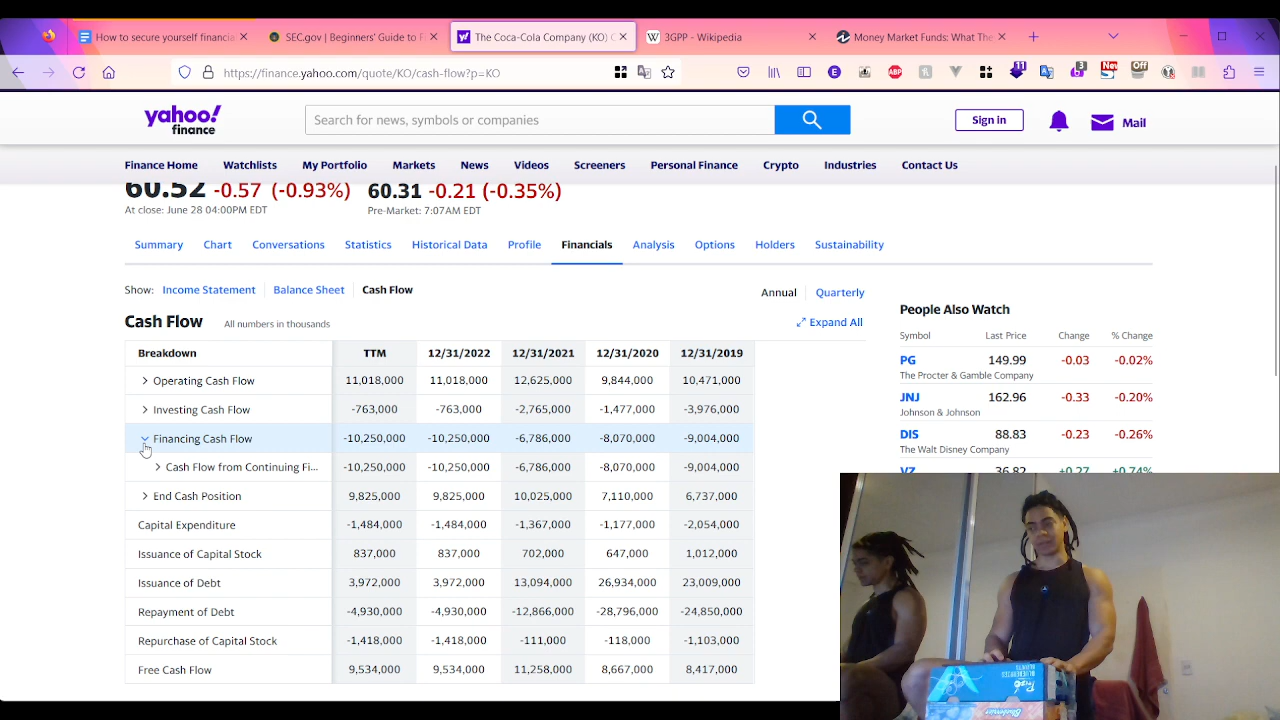 How to secure yourself financia
SEC.gov | Beginners' Guide to F
The Coca-Cola Company (KO) C
3GPP - Wikipedia
Money Market Funds: What The
https://finance.yahoo.com/quote/KO/cash-flow?p=KO
ABP
11
3
New
Off
yahoo!
finance
Search for news, symbols or companies
Sign in
Mail
Finance Home Watchlists My Portfolio Markets News Videos Screeners Personal Finance Crypto Industries Contact Us
60.52 -0.57 (-0.93%) 60.31 -0.21 (-0.35%)
At close: June 28 04:00PM EDT Pre-Market: 7:07AM EDT
Summary Chart Conversations Statistics Historical Data Profile Financials Analysis Options Holders Sustainability
Show: Income Statement Balance Sheet Cash Flow
Annual Quarterly
Cash Flow All numbers in thousands
Expand All
Breakdown TTM 12/31/2022 12/31/2021 12/31/2020 12/31/2019
Operating Cash Flow 11,018,000 11,018,000 12,625,000 9,844,000 10,471,000
Investing Cash Flow -763,000 -763,000 -2,765,000 -1,477,000 -3,976,000
Financing Cash Flow -10,250,000 -10,250,000 -6,786,000 -8,070,000 -9,004,000
Cash Flow from Continuing Fi... -10,250,000 -10,250,000 -6,786,000 -8,070,000 -9,004,000
End Cash Position 9,825,000 9,825,000 10,025,000 7,110,000 6,737,000
Capital Expenditure -1,484,000 -1,484,000 -1,367,000 -1,177,000 -2,054,000
Issuance of Capital Stock 837,000 837,000 702,000 647,000 1,012,000
Issuance of Debt 3,972,000 3,972,000 13,094,000 26,934,000 23,009,000
Repayment of Debt -4,930,000 -4,930,000 -12,866,000 -28,796,000 -24,850,000
Repurchase of Capital Stock -1,418,000 -1,418,000 -111,000 -118,000 -1,103,000
Free Cash Flow 9,534,000 9,534,000 11,258,000 8,667,000 8,417,000
People Also Watch
Symbol Last Price Change % Change
PG 149.99 -0.03 -0.02%
The Procter & Gamble Company
JNJ 162.96 -0.33 -0.20%
Johnson & Johnson
DIS 88.83 -0.23 -0.26%
The Walt Disney Company
VZ 36.82 +0.27 +0.74%